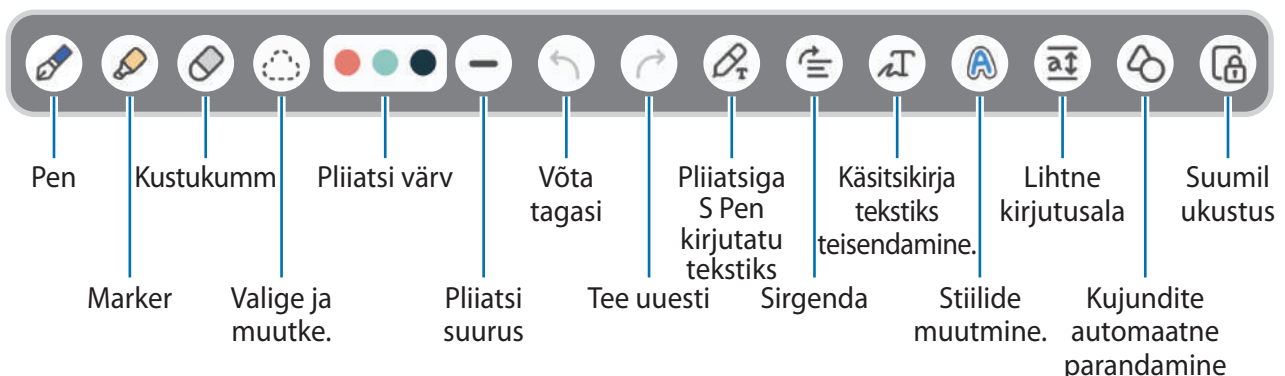 Pen
Kustukumm
Pliiatsi värv
Võta
tagasi
Pliiatsiga
S Pen
kirjutatu
tekstiks
Käsitsikirja
tekstiks
teisendamine.
Lihtne
kirjutusala
Suumil
ukustus
Marker
Valige ja
muutke.
Pliiatsi
suurus
Tee uuesti
Sirgenda
Stiilide
muutmine.
Kujundite
automaatne
parandamine